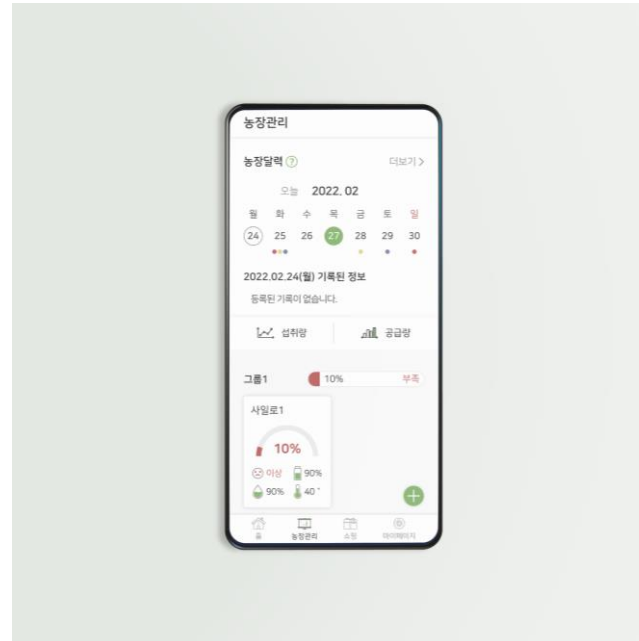 농장관리
농장달력 ?
더보기 >
오늘 2022. 02
월 화 수 목 금 토 일
24 25 26 27 28 29 30
2022.02.24(월) 기록된 정보
등록된 기록이 없습니다.
섭취량 공급량
그룹1 10% 부족
사일로1
10%
이상 90%
90% 40°
홈 농장관리 쇼핑 마이페이지